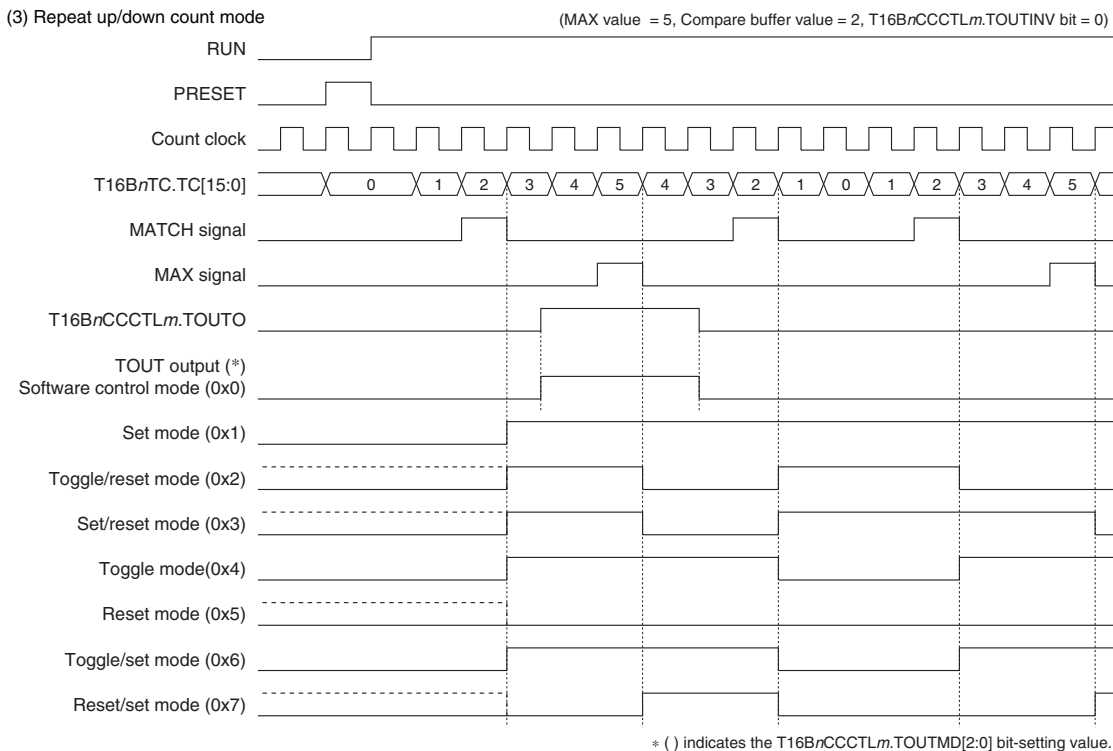 (3) Repeat up/down count mode
(MAX value = 5, Compare buffer value = 2, T16BnCCCTLm.TOUTINV bit = 0)
RUN
PRESET
Count clock
T16BnTC.TC[15:0] 0 1 2 3 4 5 4 3 2 1 0 1 2 3 4 5
MATCH signal
MAX signal
T16BnCCCTLm.TOUTO
TOUT output (*)
Software control mode (0x0)
Set mode (0x1)
Toggle/reset mode (0x2)
Set/reset mode (0x3)
Toggle mode(0x4)
Reset mode (0x5)
Toggle/set mode (0x6)
Reset/set mode (0x7)
* ( ) indicates the T16BnCCCTLm.TOUTMD[2:0] bit-setting value.